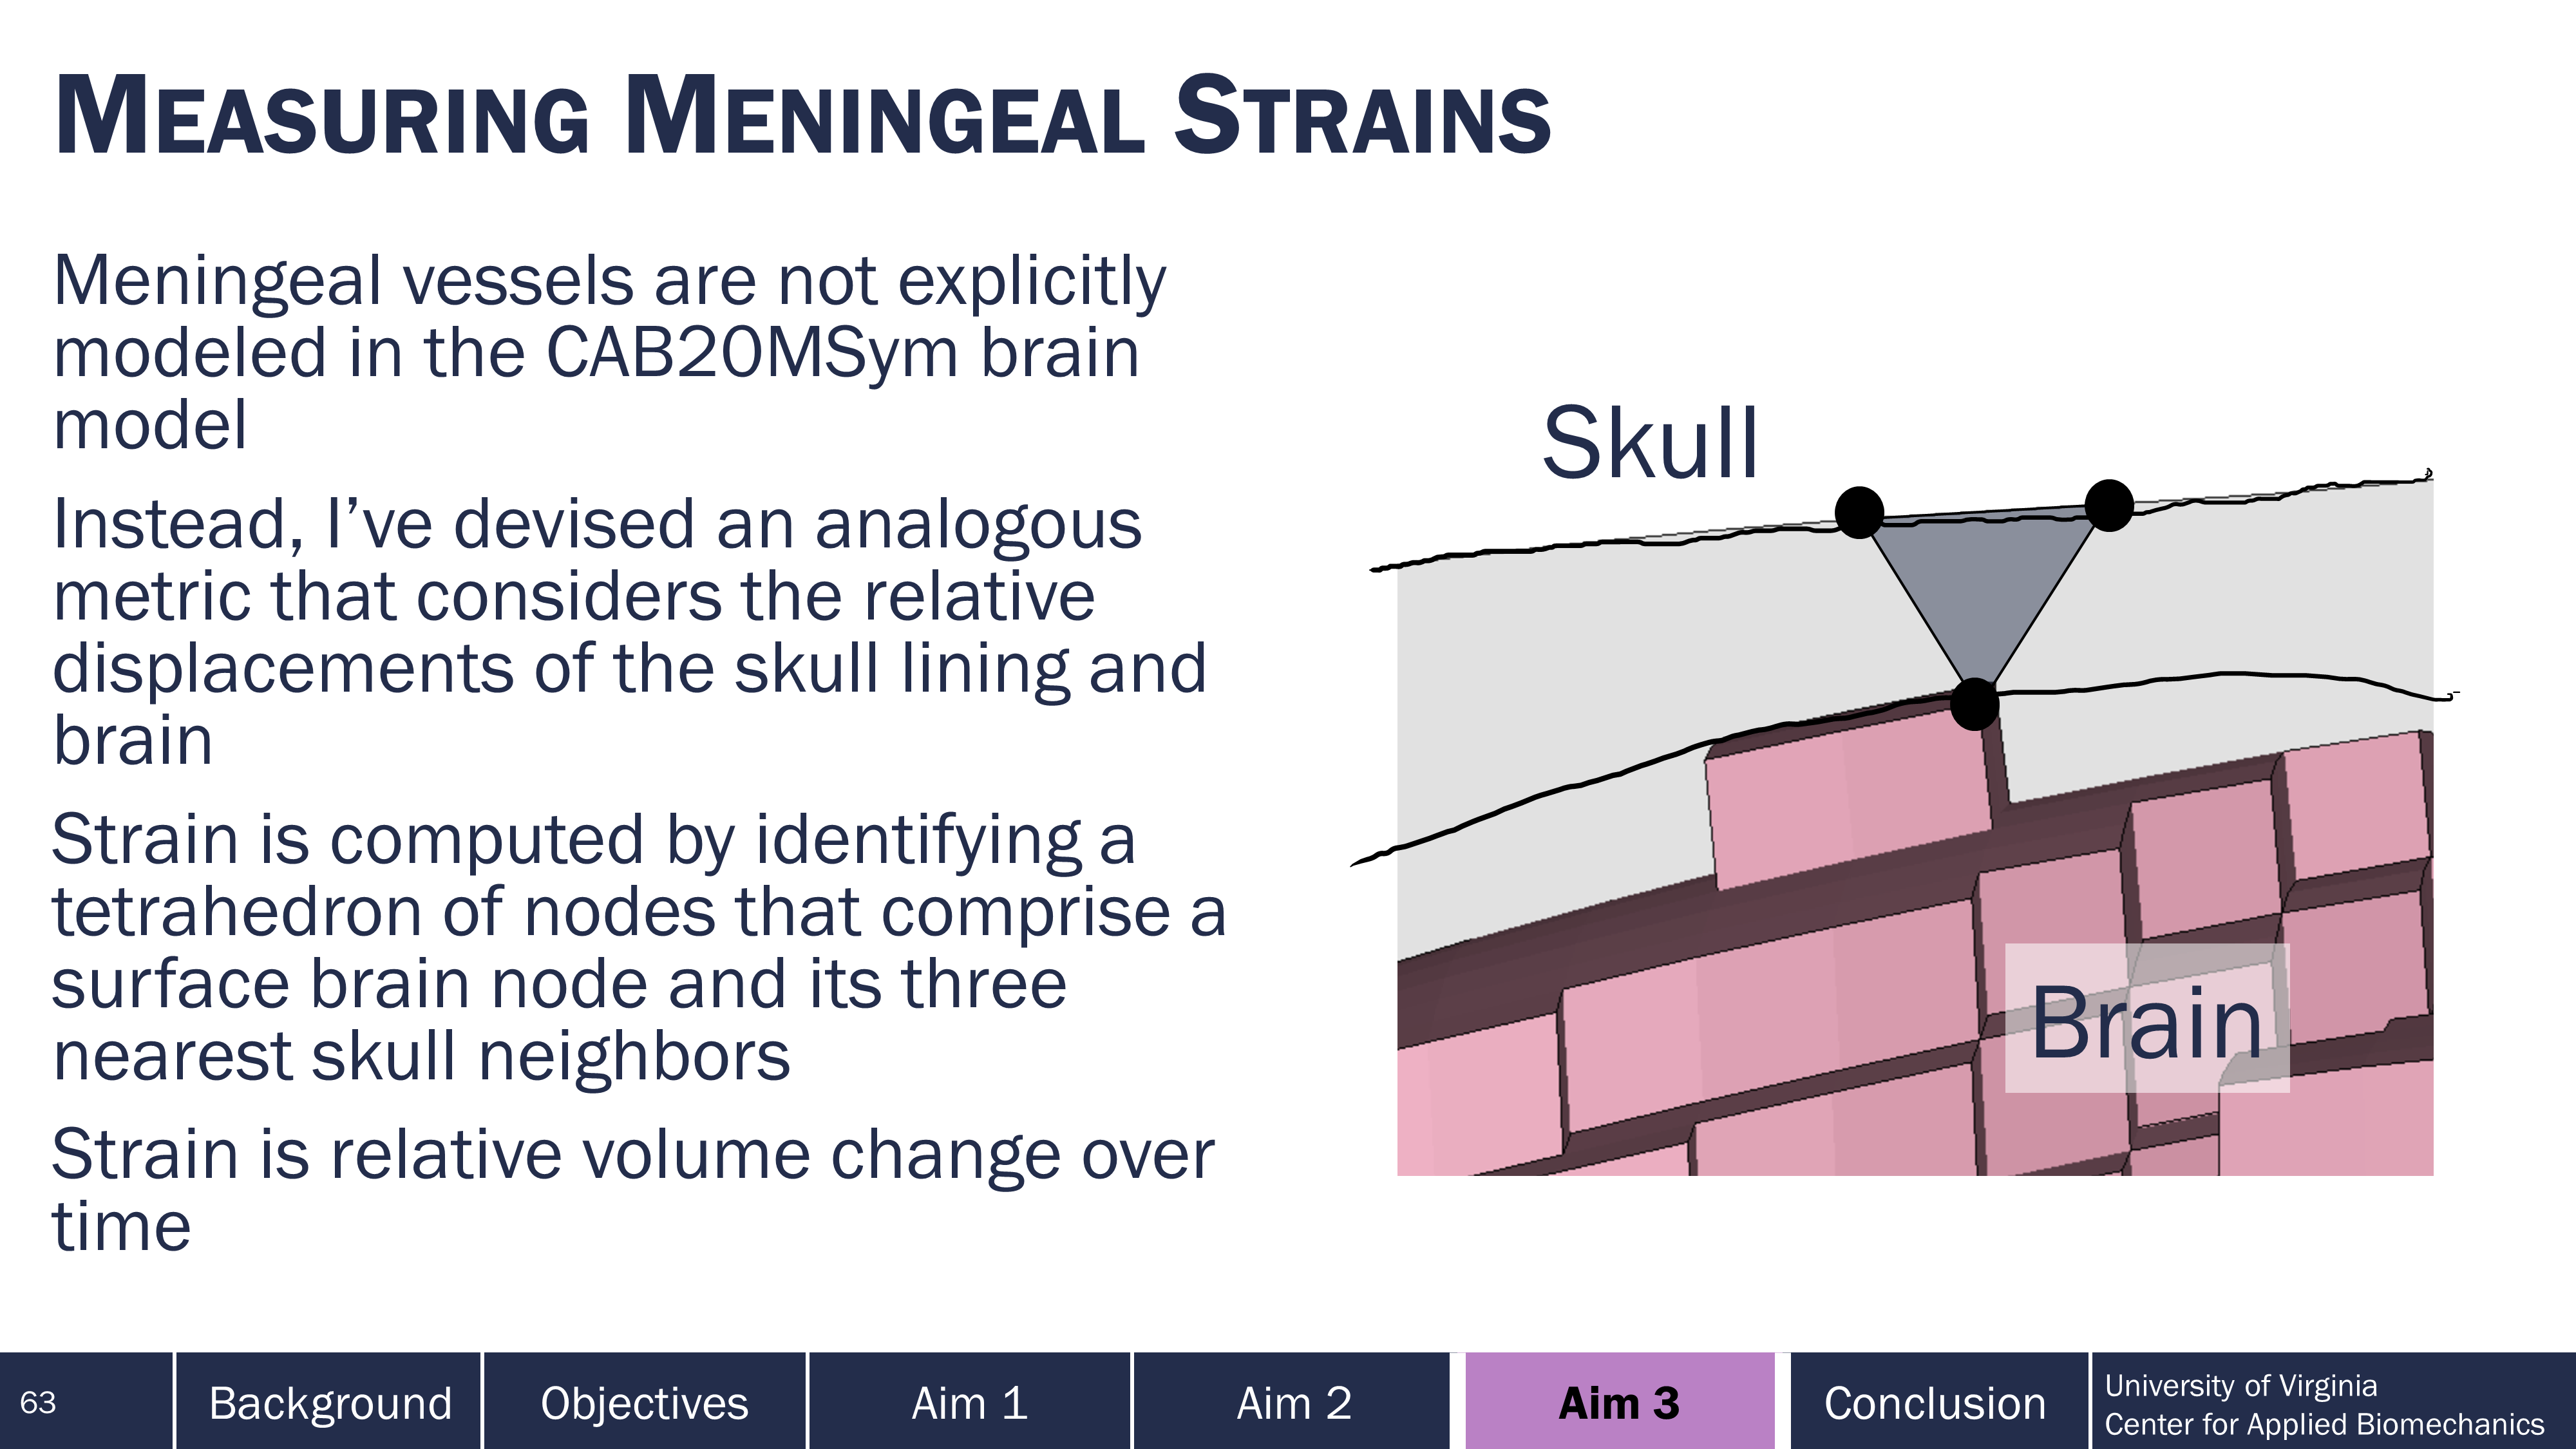 MEASURING MENINGEAL STRAINS
Meningeal vessels are not explicitly
modeled in the CAB20MSym brain
model
Instead, I’ve devised an analogous
metric that considers the relative
displacements of the skull lining and
brain
Strain is computed by identifying a
tetrahedron of nodes that comprise a
surface brain node and its three
nearest skull neighbors
Strain is relative volume change over
time
Skull
Brain
63
Background
Objectives
Aim 1
Aim 2
Aim 3
Conclusion
University of Virginia
Center for Applied Biomechanics